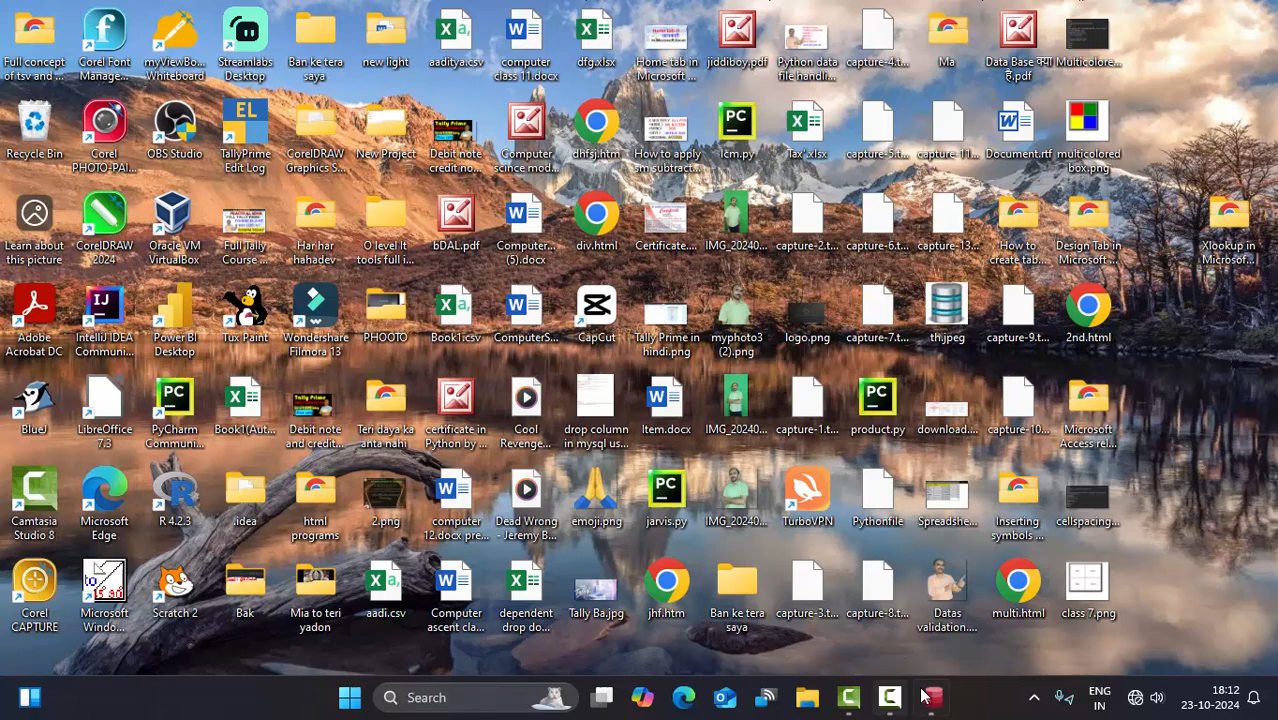 Full concept
of tsv and ...
Corel Font
Manage...
myViewBo...
Whiteboard
Streamlabs
Desktop
Ban ke tera
saya
new light
aaditya.csv
computer
class 11.docx
dfg.xlsx
Home tab in
Microsoft ...
jiddiboy.pdf
Python data
file handli...
capture-4.t...
Ma
Data Base क्या
है.pdf
Multicolore...
Recycle Bin
Corel
PHOTO-PAI...
OBS Studio
EL
TallyPrime
Edit Log
CorelDRAW
Graphics S...
New Project
Debit note
credit no...
Computer
scince mod...
dhfsj.htm
How to apply
sm subtract...
PC
lcm.py
Tax'.xlsx
capture-5.t...
capture-11...
Document.rtf
multicolored
box.png
Learn about
this picture
CorelDRAW
2024
Oracle VM
VirtualBox
Full Tally
Course ...
Har har
hahadev
O level It
tools full i...
bDAL.pdf
Computer...
(5).docx
div.html
Certificate....
IMG_20240...
capture-2.t...
capture-6.t...
capture-13...
How to
create tab...
Design Tab in
Microsoft ...
Xlookup in
Microsof...
Adobe
Acrobat DC
IJ
IntelliJ IDEA
Communi...
Power BI
Desktop
Tux Paint
Wondershare
Filmora 13
PHOOTO
Book1.csv
ComputerS...
CapCut
Tally Prime in
hindi.png
myphoto3
(2).png
logo.png
capture-7.t...
th.jpeg
capture-9.t...
2nd.html
BlueJ
LibreOffice
7.3
PC
PyCharm
Communi...
Book1(Aut...
Debit note
and credit...
Teri daya ka
anta nahi
certificate in
Python by ...
Cool
Revenge...
drop column
in mysql us...
Item.docx
IMG_20240...
capture-1.t...
PC
product.py
download....
capture-10...
Microsoft
Access rel...
Camtasia
Studio 8
Microsoft
Edge
R 4.2.3
.idea
html
programs
2.png
computer
12.docx pre...
Dead Wrong
- Jeremy B...
emoji.png
PC
jarvis.py
IMG_20240...
TurboVPN
Pythonfile
Spreadshe...
Inserting
symbols ...
cellspacing...
Corel
CAPTURE
Microsoft
Windo...
Scratch 2
Bak
Mia to teri
yadon
aadi.csv
Computer
ascent cla...
dependent
drop do...
Tally Ba.jpg
jhf.htm
Ban ke tera
saya
capture-3.t...
capture-8.t...
Datas
validation....
multi.html
class 7.png
Search
ENG
IN
18:12
23-10-2024